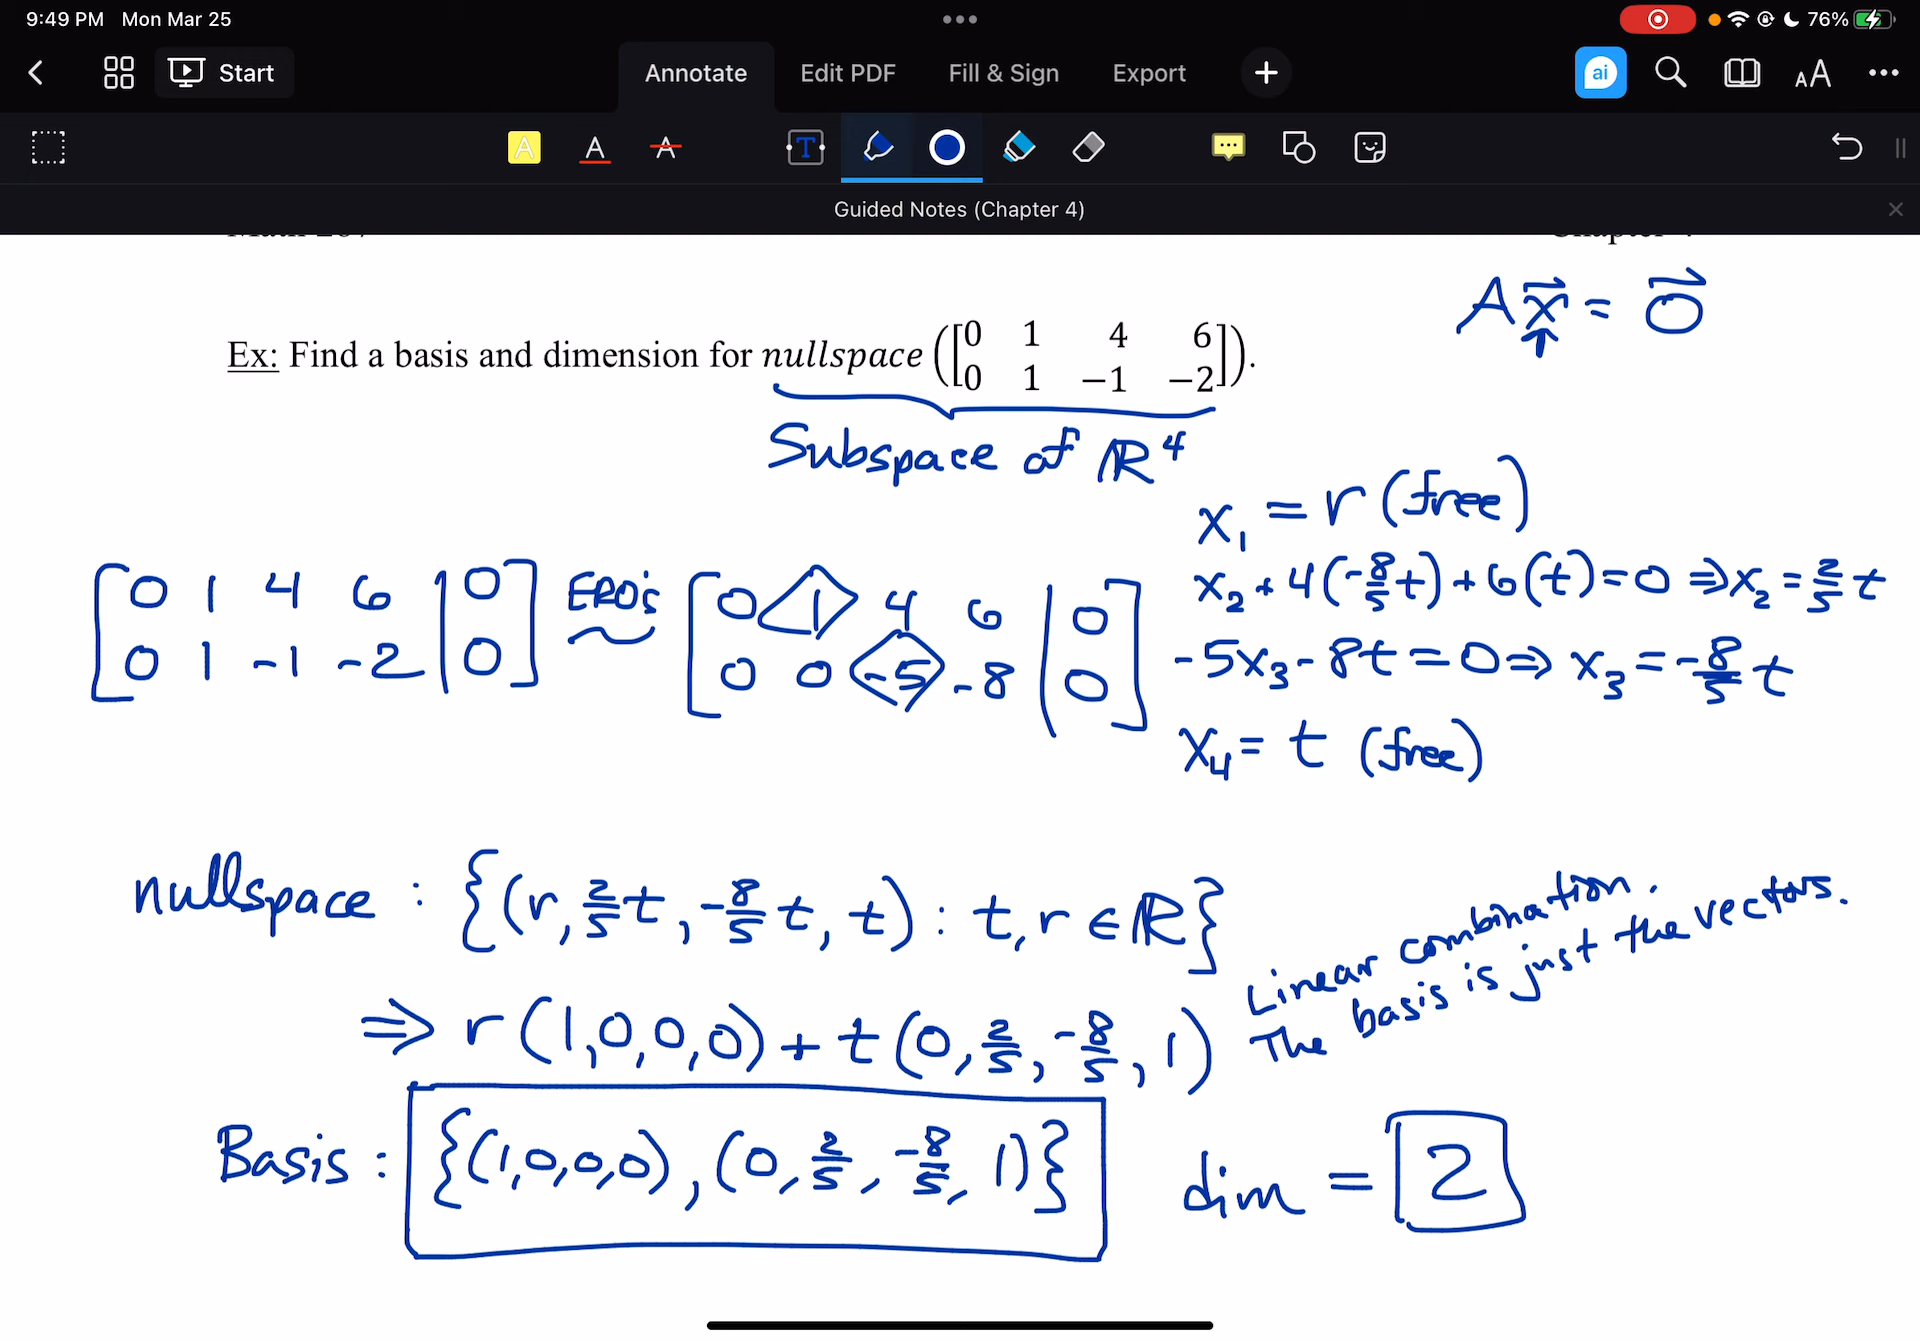 9:49 PM Mon Mar 25
76%
Start
Annotate
Edit PDF
Fill & Sign
Export
ai
AA
A A A T
Guided Notes (Chapter 4)
Ax⃗ = 0⃗
Ex: Find a basis and dimension for nullspace ([0 1 4 6
0 1 −1 −2]).
Subspace of ℝ⁴
x₁ = r (free)
x₂ + 4(-8/5 t) + 6(t) = 0 ⇒ x₂ = 2/5 t
-5x₃ - 8t = 0 ⇒ x₃ = -8/5 t
x₄ = t (free)
[0 1 4 6 | 0
0 1 -1 -2 | 0]
ERO's
~
[0 1 4 6 | 0
0 0 -5 -8 | 0]
nullspace : {(r, 2/5 t, -8/5 t, t) : t, r ∈ ℝ}
⇒ r(1,0,0,0) + t(0, 2/5, -8/5, 1)
Linear combination.
The basis is just the vectors.
Basis : {(1,0,0,0), (0, 2/5, -8/5, 1)}
dim = 2